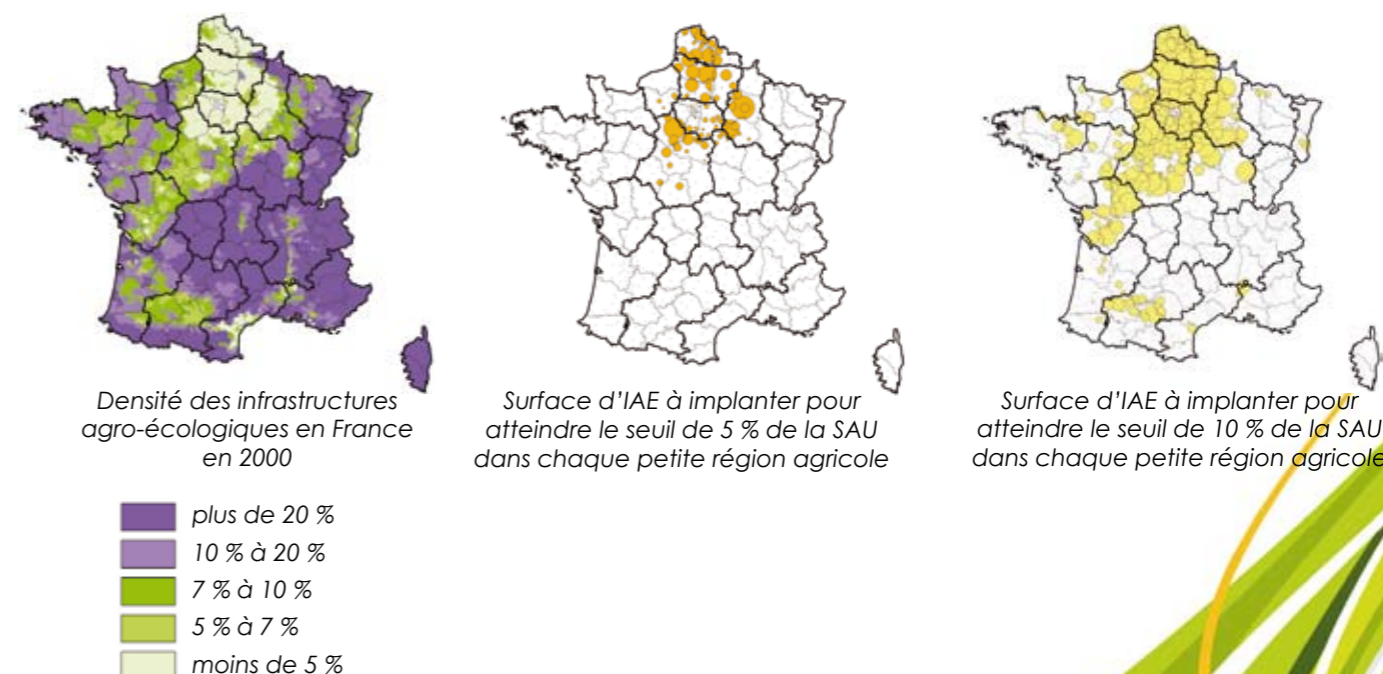 Densité des infrastructures
agro-écologiques en France
en 2000
Surface d’IAE à implanter pour
atteindre le seuil de 5 % de la SAU
dans chaque petite région agricole
Surface d’IAE à implanter pour
atteindre le seuil de 10 % de la SAU
dans chaque petite région agricole
plus de 20 %
10 % à 20 %
7 % à 10 %
5 % à 7 %
moins de 5 %